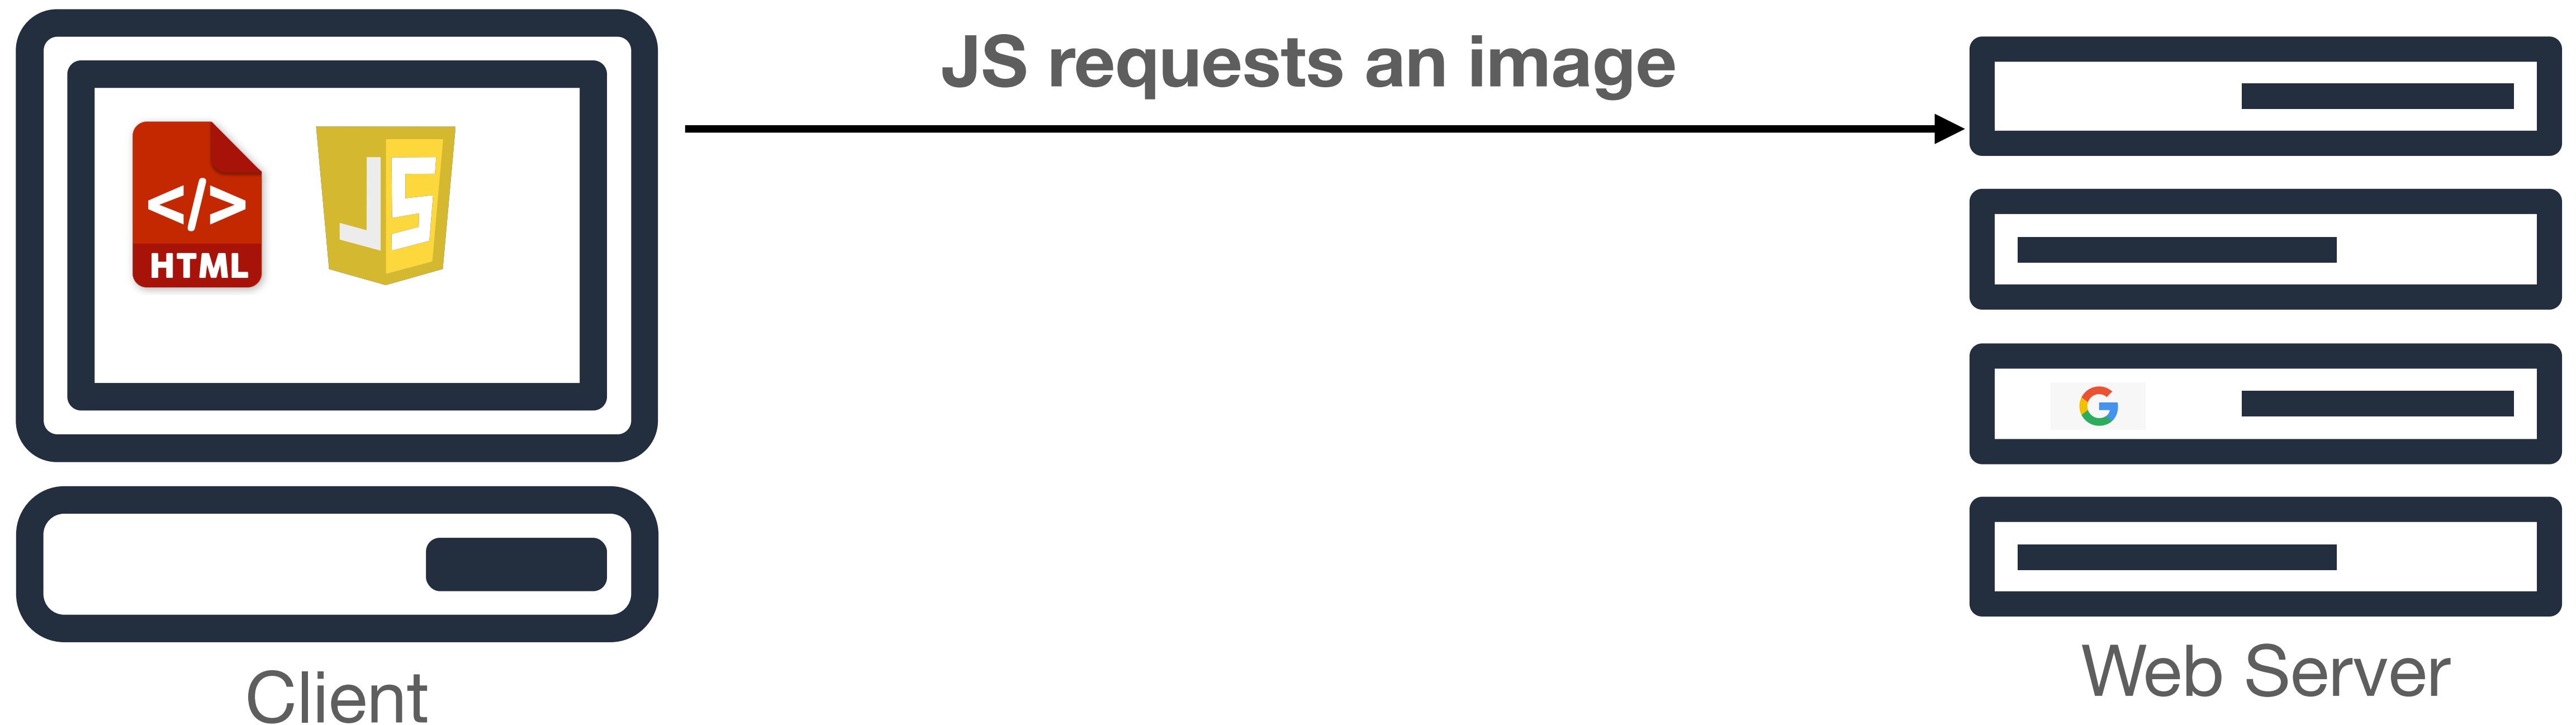 JS requests an image
</>
HTML
JS
G
Client
Web Server